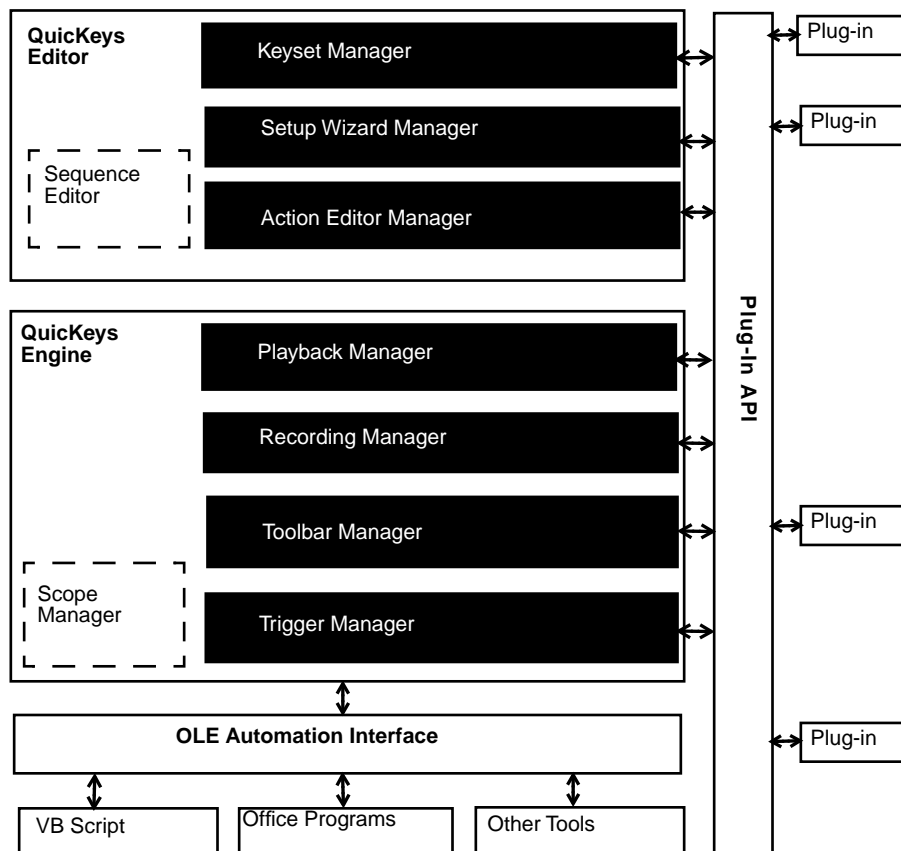 QuicKeys
Editor
Keyset Manager
Setup Wizard Manager
Sequence
Editor
Action Editor Manager
QuicKeys
Engine
Playback Manager
Recording Manager
Toolbar Manager
Scope
Manager
Trigger Manager
OLE Automation Interface
VB Script
Office Programs
Other Tools
Plug-In API
Plug-in
Plug-in
Plug-in
Plug-in